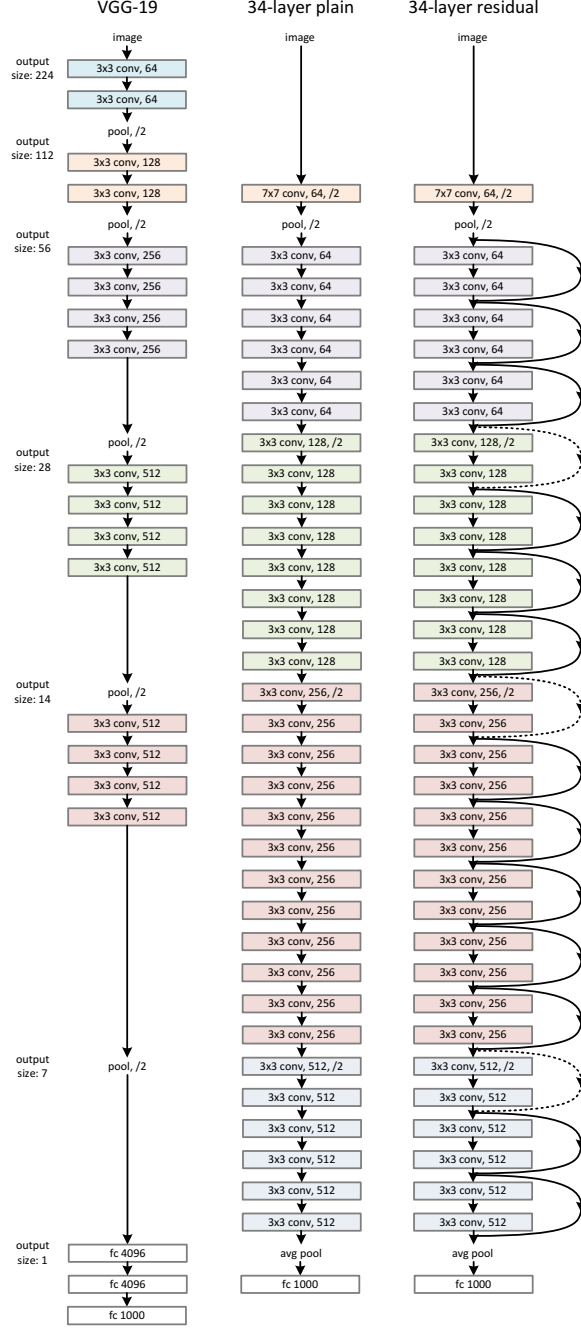 output
size: 224
output
size: 112
output
size: 56
output
size: 28
output
size: 14
output
size: 7
output
size: 1
VGG-19
image
3x3 conv, 64
3x3 conv, 64
pool, /2
3x3 conv, 128
3x3 conv, 128
pool, /2
3x3 conv, 256
3x3 conv, 256
3x3 conv, 256
3x3 conv, 256
pool, /2
3x3 conv, 512
3x3 conv, 512
3x3 conv, 512
3x3 conv, 512
pool, /2
3x3 conv, 512
3x3 conv, 512
3x3 conv, 512
3x3 conv, 512
pool, /2
fc 4096
fc 4096
fc 1000
34-layer plain
image
7x7 conv, 64, /2
pool, /2
3x3 conv, 64
3x3 conv, 64
3x3 conv, 64
3x3 conv, 64
3x3 conv, 64
3x3 conv, 64
3x3 conv, 128, /2
3x3 conv, 128
3x3 conv, 128
3x3 conv, 128
3x3 conv, 128
3x3 conv, 128
3x3 conv, 128
3x3 conv, 128
3x3 conv, 256, /2
3x3 conv, 256
3x3 conv, 256
3x3 conv, 256
3x3 conv, 256
3x3 conv, 256
3x3 conv, 256
3x3 conv, 256
3x3 conv, 256
3x3 conv, 256
3x3 conv, 256
3x3 conv, 256
3x3 conv, 512, /2
3x3 conv, 512
3x3 conv, 512
3x3 conv, 512
3x3 conv, 512
3x3 conv, 512
avg pool
fc 1000
34-layer residual
image
7x7 conv, 64, /2
pool, /2
3x3 conv, 64
3x3 conv, 64
3x3 conv, 64
3x3 conv, 64
3x3 conv, 64
3x3 conv, 64
3x3 conv, 128, /2
3x3 conv, 128
3x3 conv, 128
3x3 conv, 128
3x3 conv, 128
3x3 conv, 128
3x3 conv, 128
3x3 conv, 128
3x3 conv, 256, /2
3x3 conv, 256
3x3 conv, 256
3x3 conv, 256
3x3 conv, 256
3x3 conv, 256
3x3 conv, 256
3x3 conv, 256
3x3 conv, 256
3x3 conv, 256
3x3 conv, 256
3x3 conv, 256
3x3 conv, 512, /2
3x3 conv, 512
3x3 conv, 512
3x3 conv, 512
3x3 conv, 512
3x3 conv, 512
avg pool
fc 1000